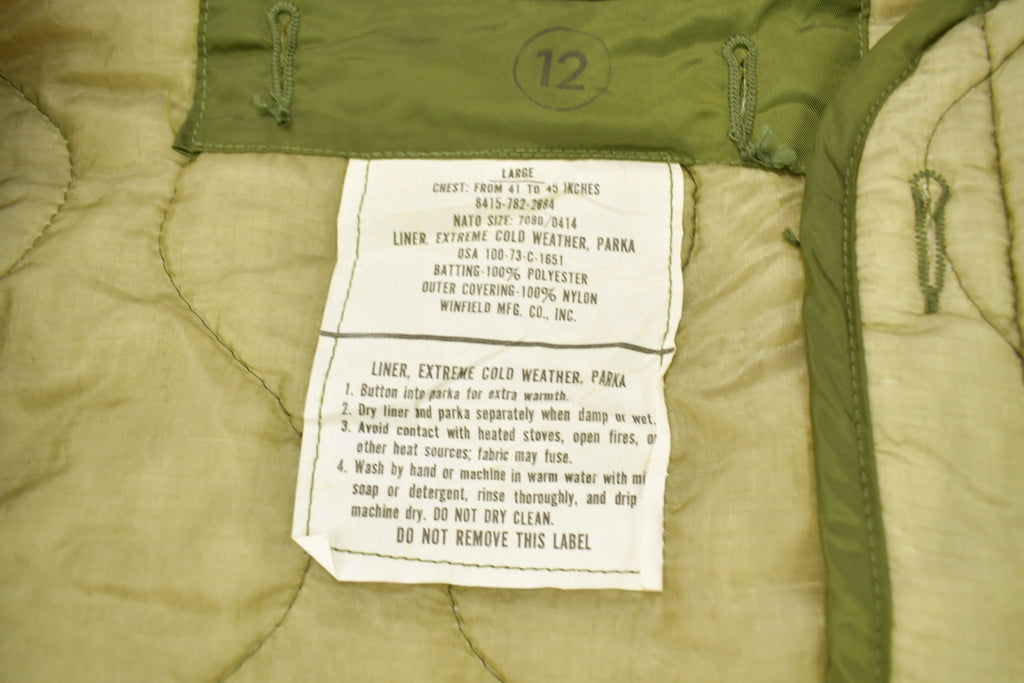 12
LARGE
CHEST: FROM 41 TO 45 INCHES
8415-782-2884
NATO SIZE: 7080/0414
LINER, EXTREME COLD WEATHER, PARKA
DSA 100-73-C-1651
BATTING-100% POLYESTER
OUTER COVERING-100% NYLON
WINFIELD MFG. CO., INC.
LINER, EXTREME COLD WEATHER, PARKA
1. Button into parka for extra warmth.
2. Dry liner and parka separately when damp or wet.
3. Avoid contact with heated stoves, open fires, or
other heat sources; fabric may fuse.
4. Wash by hand or machine in warm water with mi
soap or detergent, rinse thoroughly, and drip
machine dry. DO NOT DRY CLEAN.
DO NOT REMOVE THIS LABEL